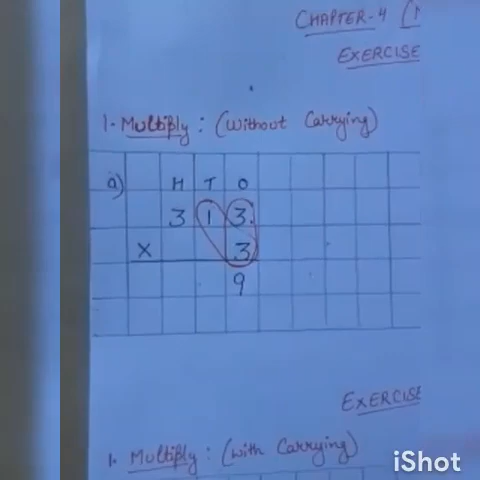 CHAPTER-4
EXERCISE
1. Multiply : (Without Carrying)
a) H T O
3 1 3
× 3
9
EXERCISE
1. Multiply : (with Carrying)
iShot